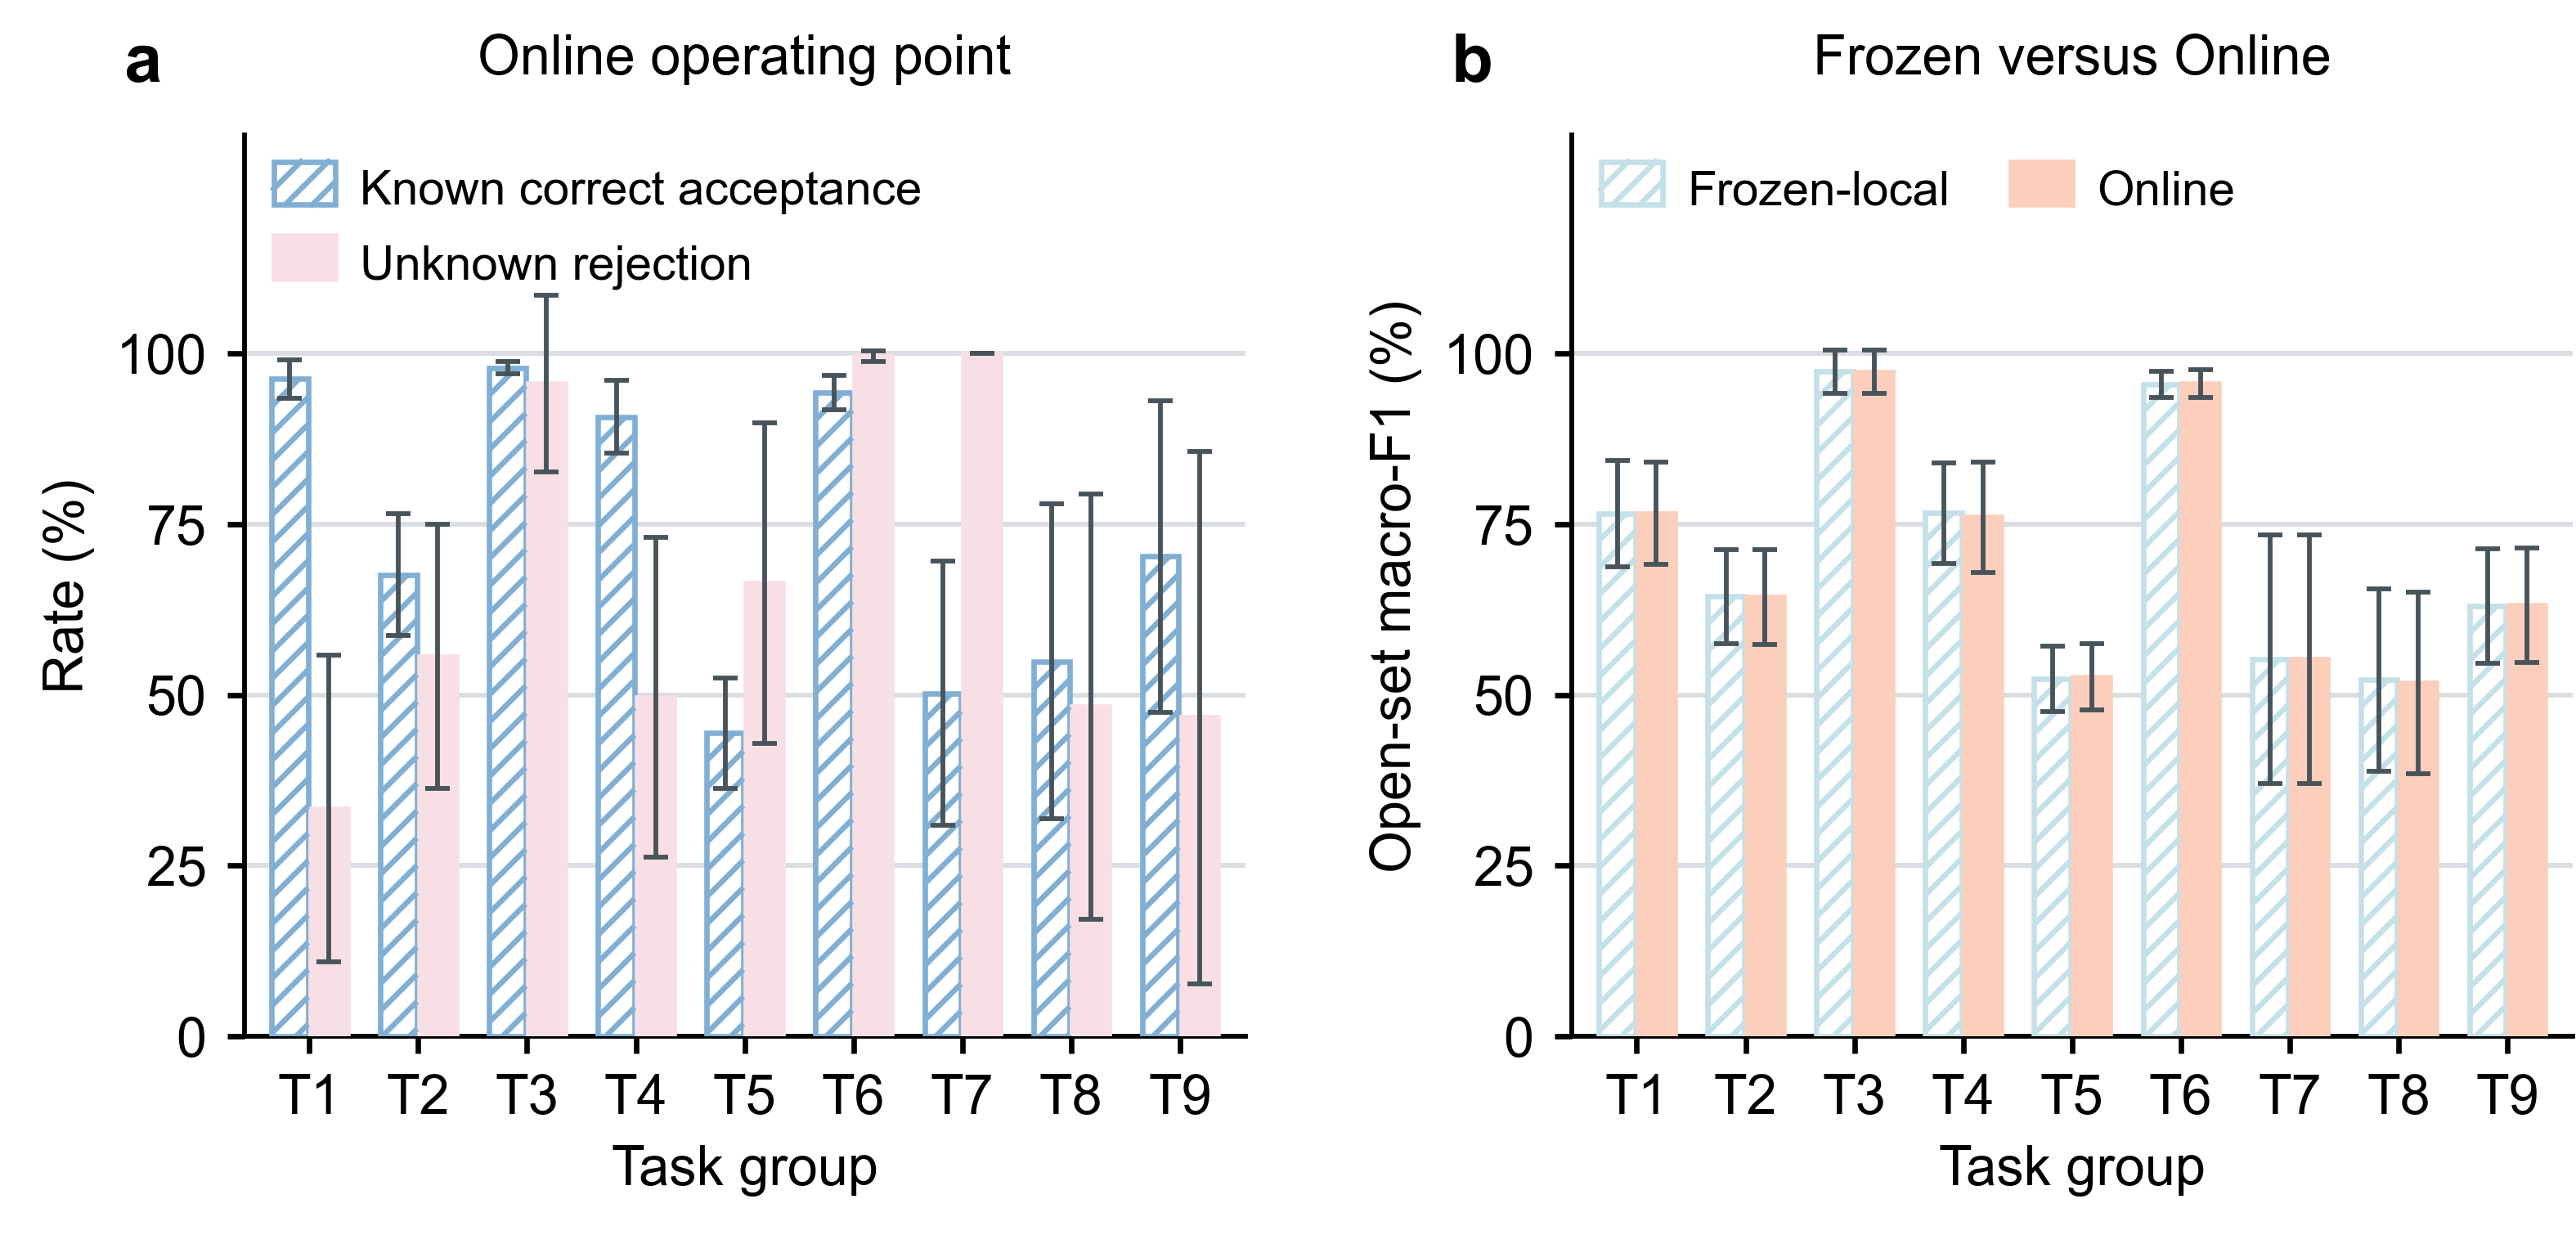 a
Online operating point
Known correct acceptance
Unknown rejection
Rate (%)
100
75
50
25
0
T1 T2 T3 T4 T5 T6 T7 T8 T9
Task group
b
Frozen versus Online
Frozen-local
Online
Open-set macro-F1 (%)
100
75
50
25
0
T1 T2 T3 T4 T5 T6 T7 T8 T9
Task group